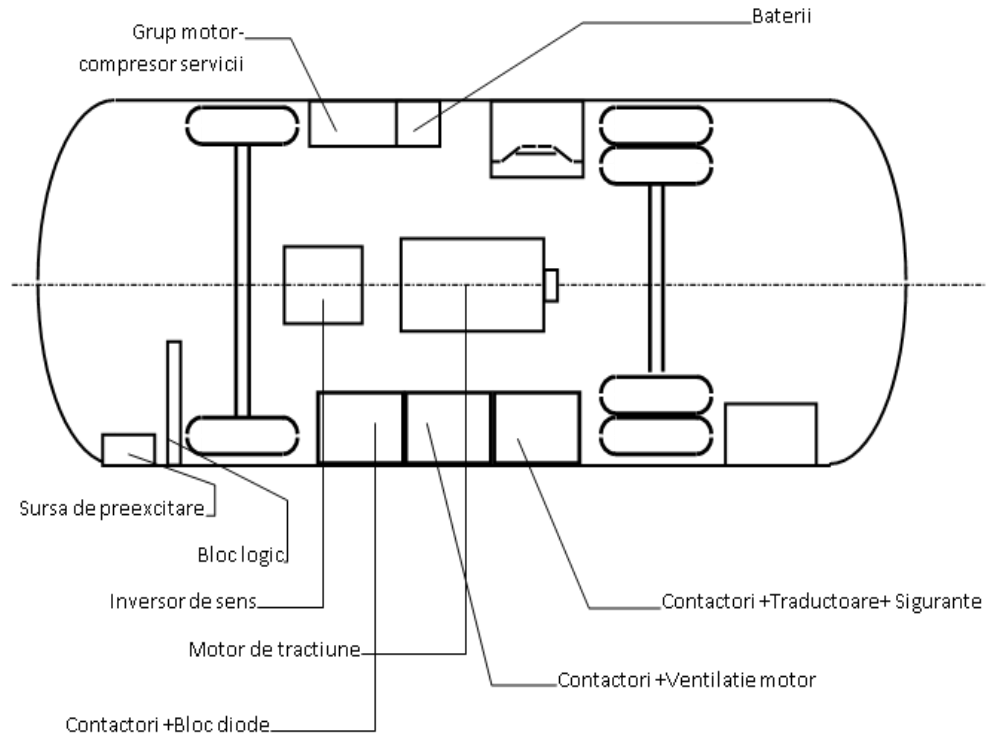 Baterii
Grup motor-
compresor servicii
Sursa de preexcitare
Bloc logic
Inversor de sens
Contactori +Traductoare+ Sigurante
Motor de tractiune
Contactori +Ventilatie motor
Contactori +Bloc diode